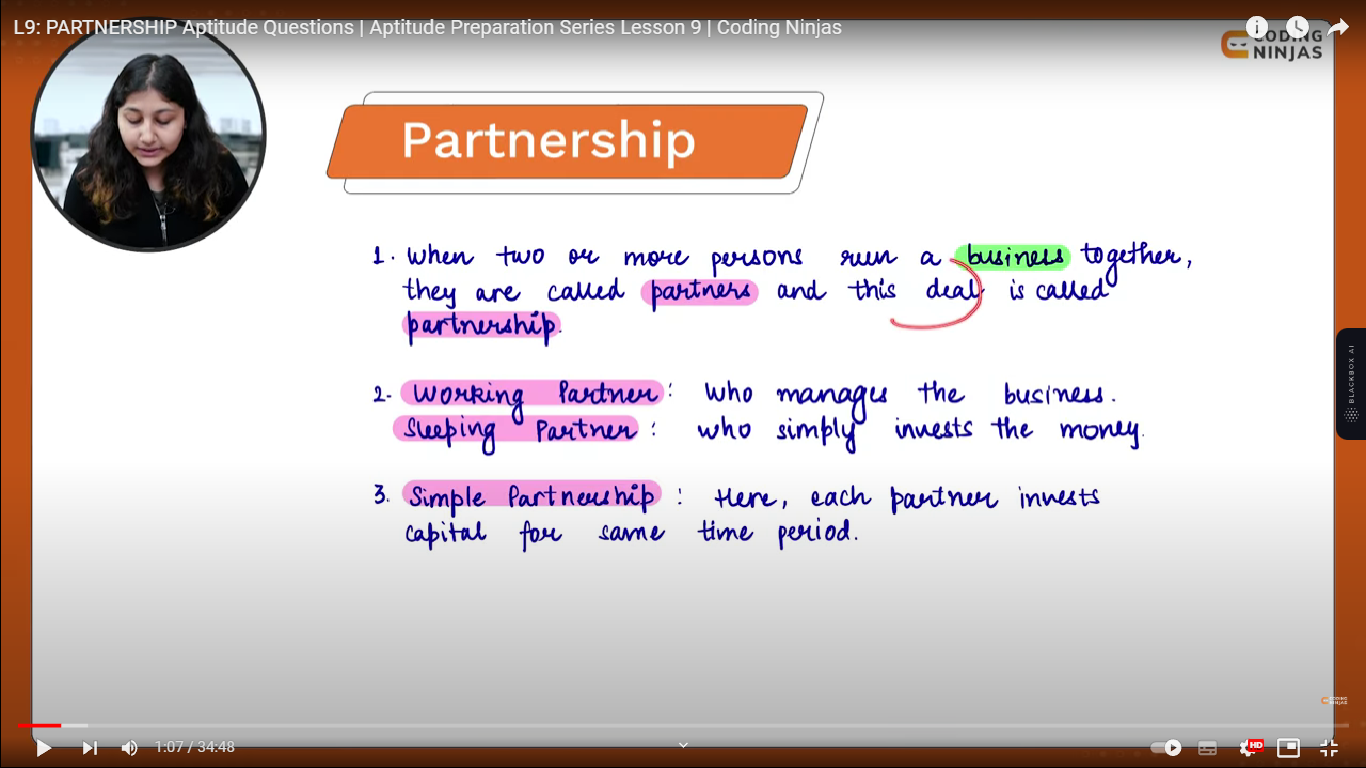 L9: PARTNERSHIP Aptitude Questions | Aptitude Preparation Series Lesson 9 | Coding Ninjas
CODING
NINJAS
Partnership
1. When two or more persons run a business together,
they are called partners and this deal is called
partnership.
2. Working Partner: who manages the business.
Sleeping Partner: who simply invests the money.
3. Simple Partnership: Here, each partner invests
capital for same time period.
BLACKBOX AI
CODING
NINJAS
1:07 / 34:48
HD